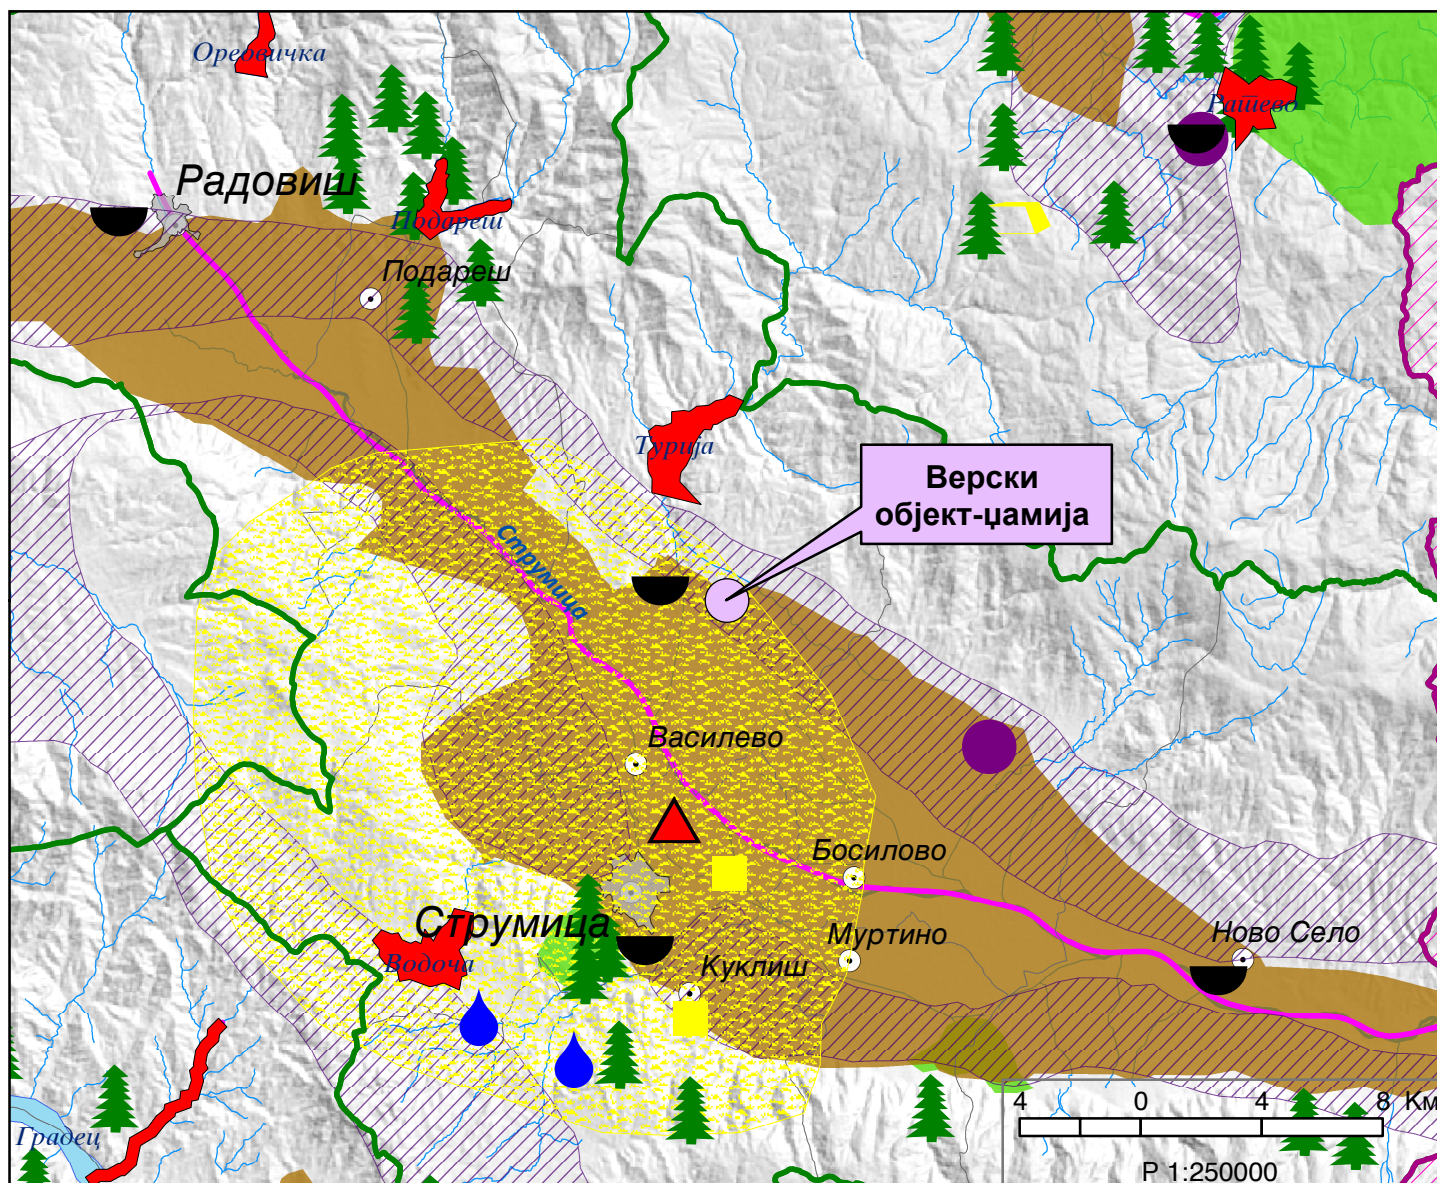 Ореовичка
Ратево
Радовиш
Подареш
Подареш
Турија
Верски
објект-џамија
Струмица
Василево
Босилово
Струмица
Муртино
Ново Село
Водоча
Куклиш
Градец
4 0 4 8 Км
Р 1:250000